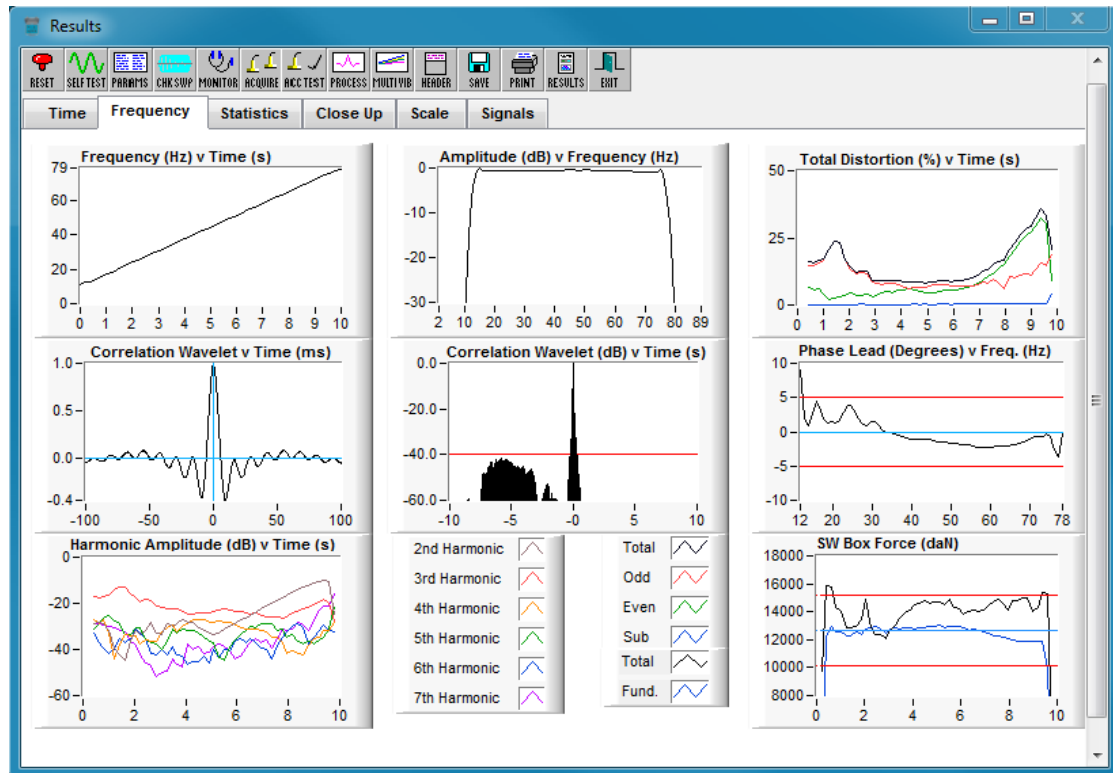 Results
RESET SELFTEST PARAMS CHKSWP MONITOR ACQUIRE ACCTEST PROCESS MULTIVIB HEADER SAVE PRINT RESULTS EXIT
Time Frequency Statistics Close Up Scale Signals
Frequency (Hz) v Time (s)
79
60
40
20
0
0 1 2 3 4 5 6 7 8 9 10
Amplitude (dB) v Frequency (Hz)
0
-10
-20
-30
2 10 20 30 40 50 60 70 80 89
Total Distortion (%) v Time (s)
50
25
0
0 1 2 3 4 5 6 7 8 9 10
Correlation Wavelet v Time (ms)
1.0
0.5
0.0
-0.4
-100 -50 0 50 100
Correlation Wavelet (dB) v Time (s)
0.0
-20.0
-40.0
-60.0
-10 -5 -0 5 10
Phase Lead (Degrees) v Freq. (Hz)
10
5
0
-5
-10
12 20 30 40 50 60 70 78
Harmonic Amplitude (dB) v Time (s)
0
-20
-40
-60
0 2 4 6 8 10
2nd Harmonic
3rd Harmonic
4th Harmonic
5th Harmonic
6th Harmonic
7th Harmonic
Total
Odd
Even
Sub
Total
Fund.
SW Box Force (daN)
18000
16000
14000
12000
10000
8000
0 2 4 6 8 10